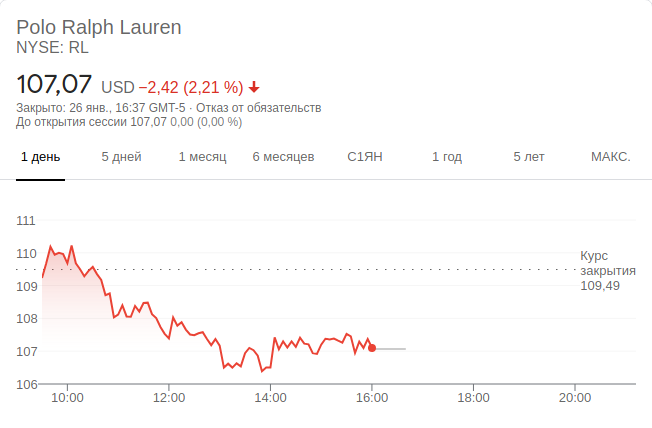 Polo Ralph Lauren
NYSE: RL
107,07 USD −2,42 (2,21 %)
Закрыто: 26 янв., 16:37 GMT-5 · Отказ от обязательств
До открытия сессии 107,07 0,00 (0,00 %)
1 день 5 дней 1 месяц 6 месяцев С1ЯН 1 год 5 лет МАКС.
111
110
109
108
107
106
Курс
закрытия
109,49
10:00 12:00 14:00 16:00 18:00 20:00